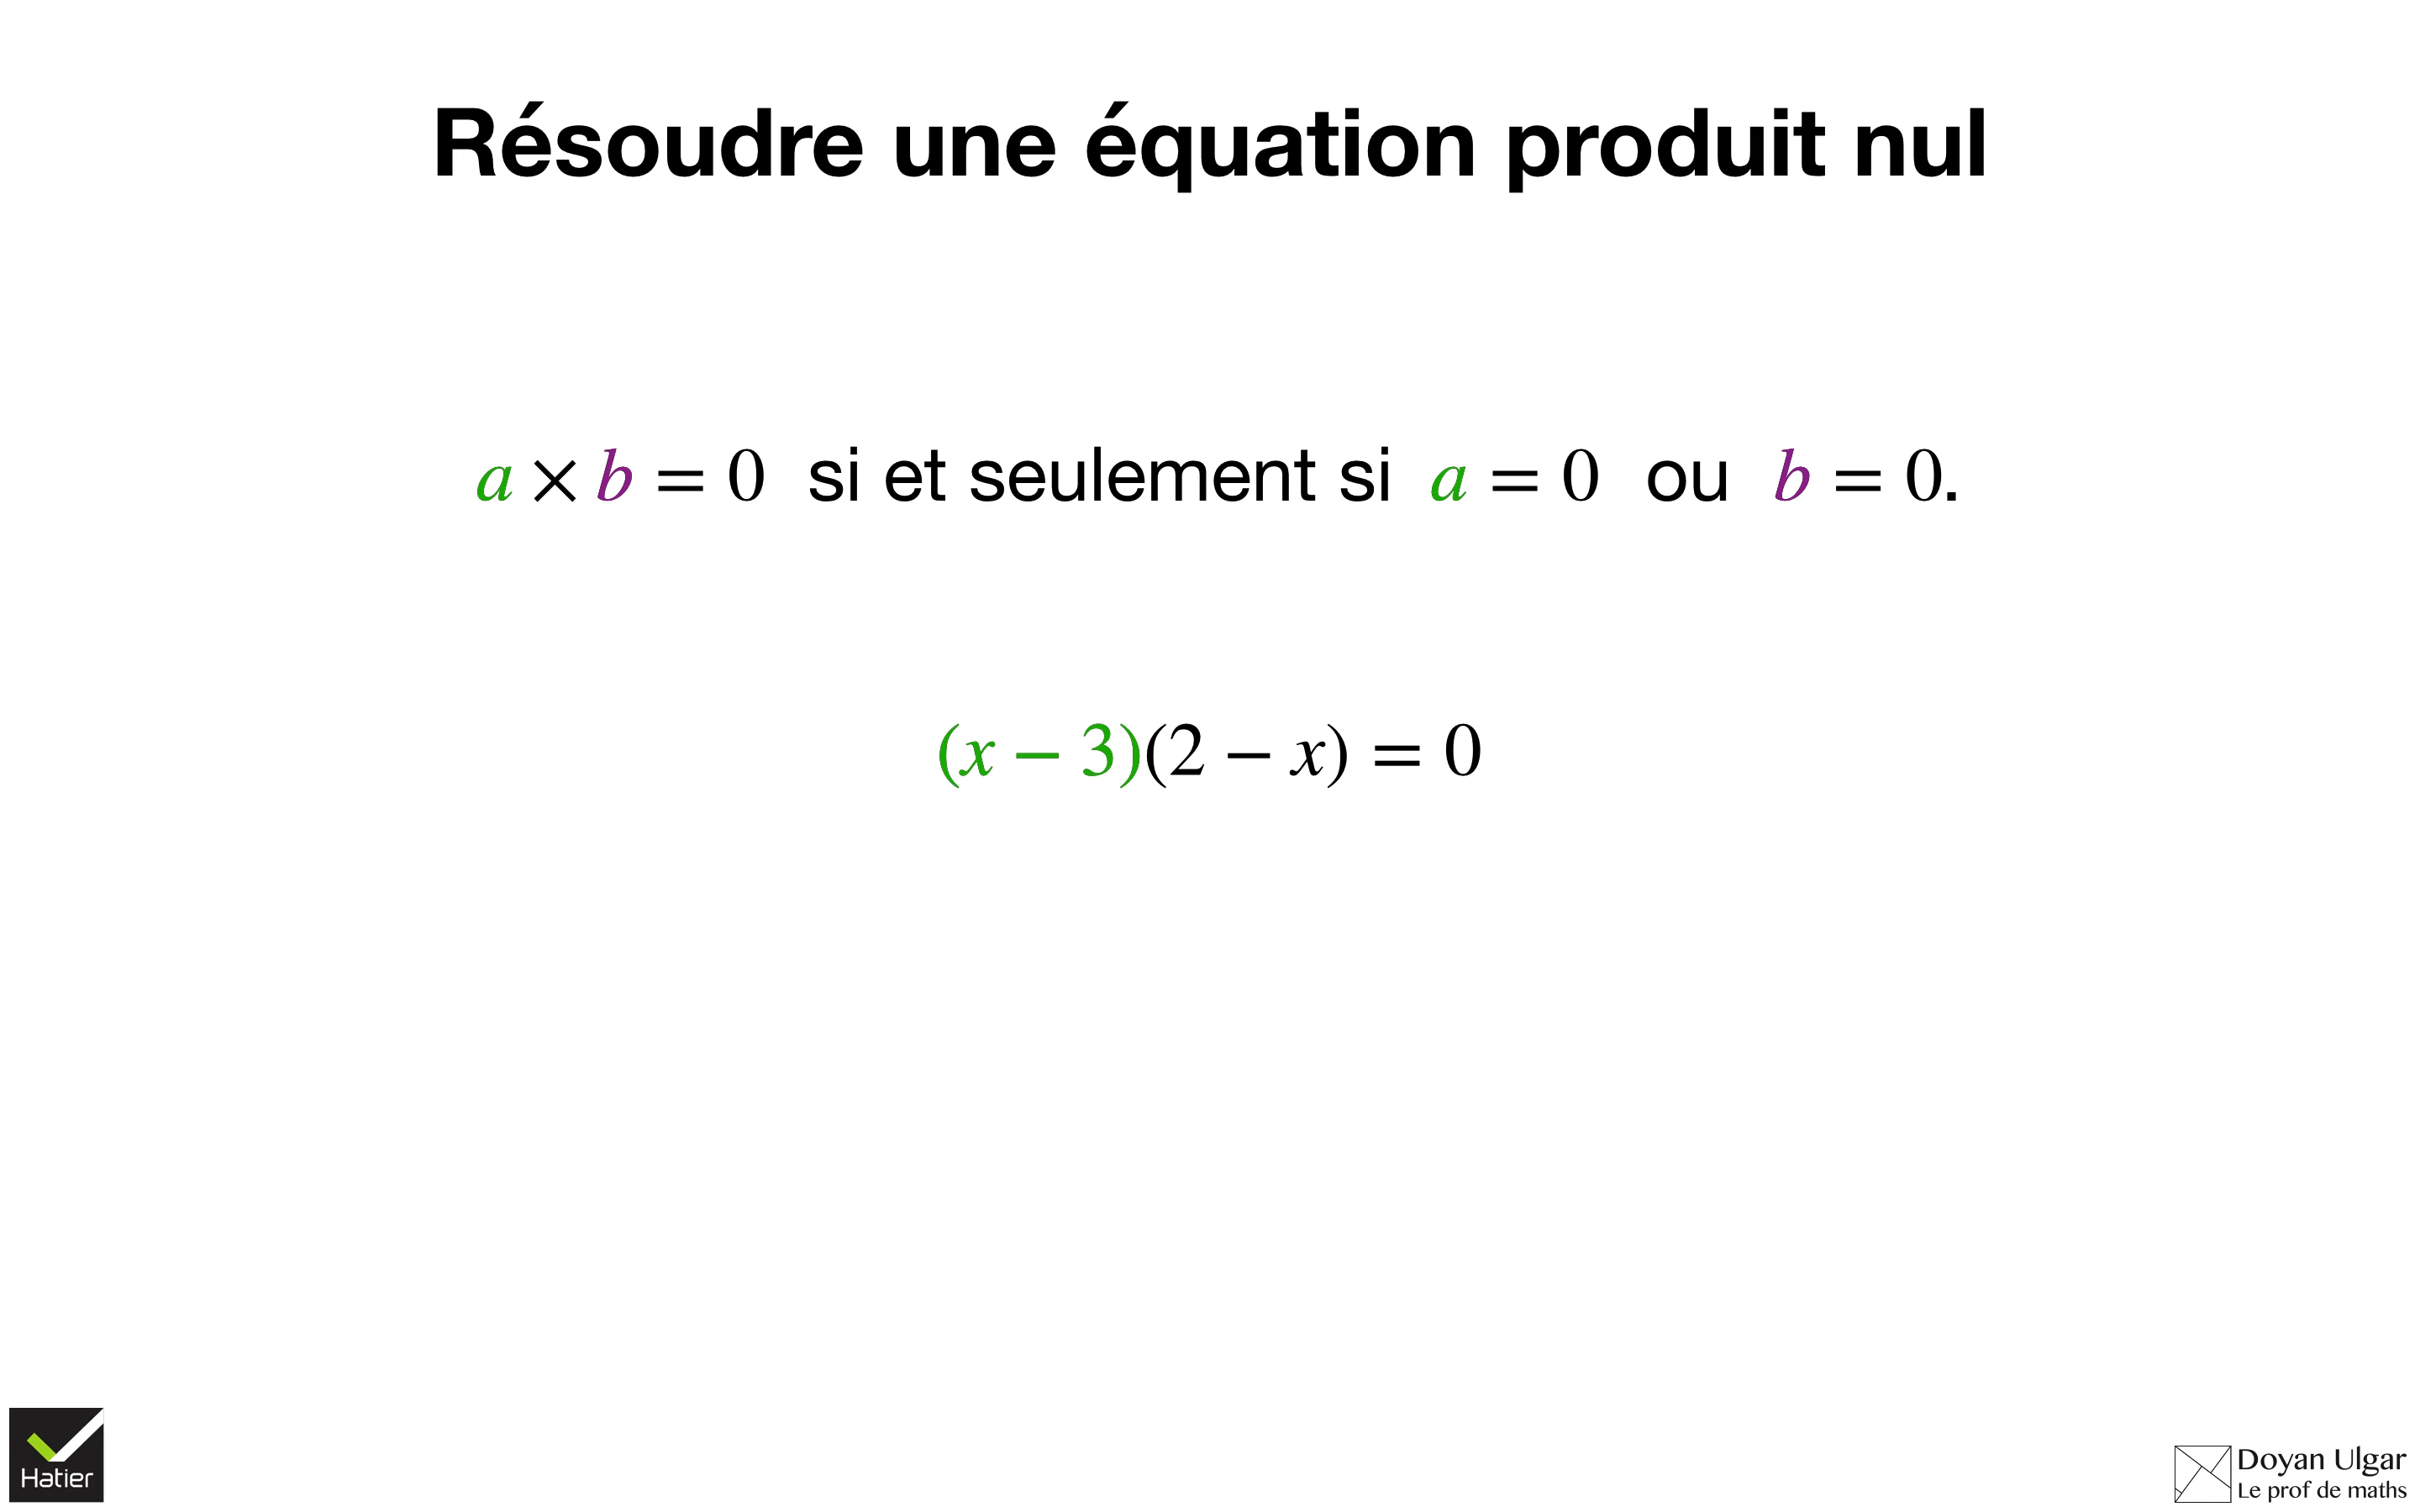 Résoudre une équation produit nul
a × b = 0 si et seulement si a = 0 ou b = 0.
(x − 3)(2 − x) = 0
Hatier
Doyan Ulgar
Le prof de maths